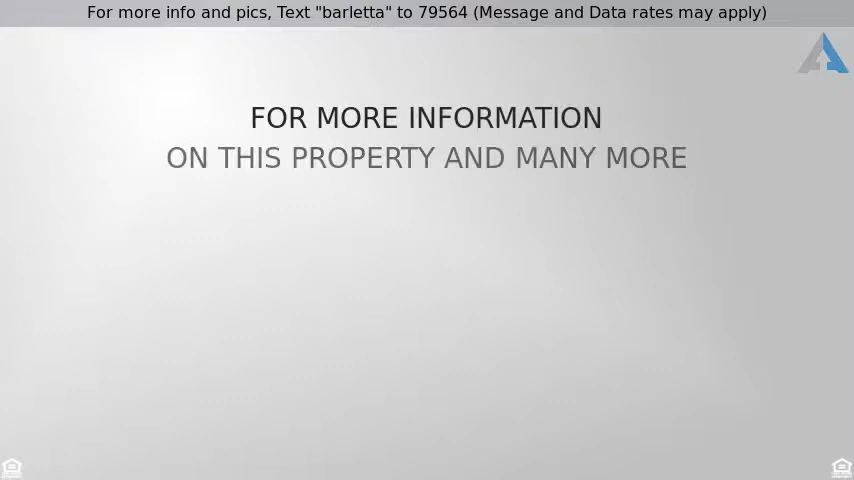 For more info and pics, Text "barletta" to 79564 (Message and Data rates may apply)
FOR MORE INFORMATION
ON THIS PROPERTY AND MANY MORE